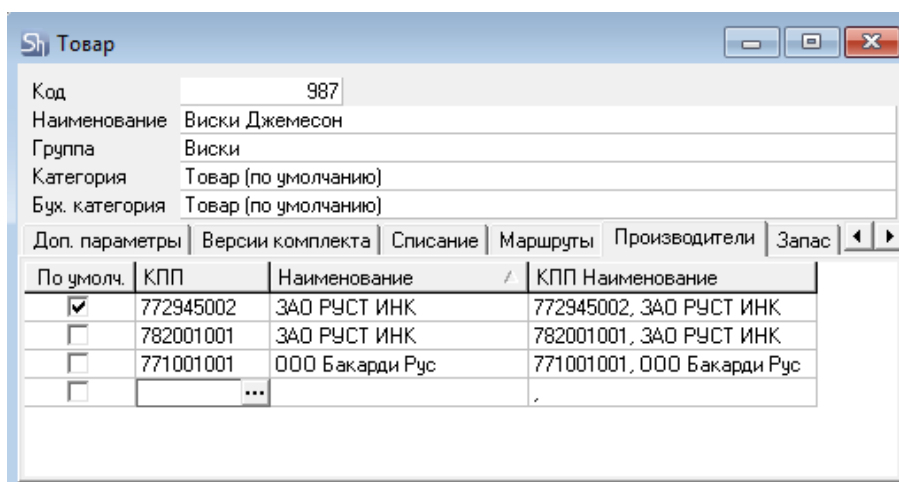 Sh Товар
Код 987
Наименование Виски Джемесон
Группа Виски
Категория Товар (по умолчанию)
Бух. категория Товар (по умолчанию)
Доп. параметры Версии комплекта Списание Маршруты Производители Запас
По умолч. КПП Наименование КПП Наименование
772945002 ЗАО РУСТ ИНК 772945002, ЗАО РУСТ ИНК
782001001 ЗАО РУСТ ИНК 782001001, ЗАО РУСТ ИНК
771001001 ООО Бакарди Рус 771001001, ООО Бакарди Рус
... ,